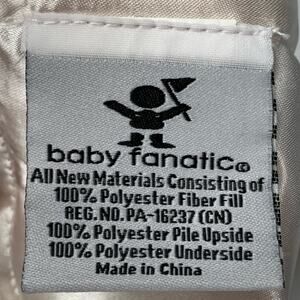 baby fanatic®
All New Materials Consisting of
100% Polyester Fiber Fill
REG. NO. PA-16237 (CN)
100% Polyester Pile Upside
100% Polyester Underside
Made in China